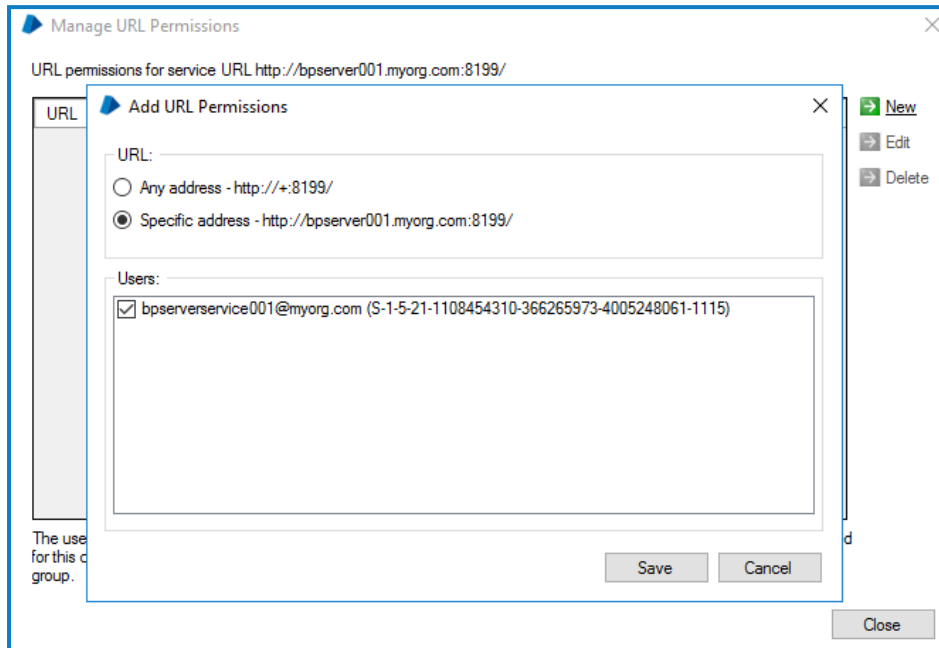 Manage URL Permissions
URL permissions for service URL http://bpserver001.myorg.com:8199/
URL
Add URL Permissions
New
Edit
Delete
URL:
Any address - http://+:8199/
Specific address - http://bpserver001.myorg.com:8199/
Users:
bpserverservice001@myorg.com (S-1-5-21-1108454310-366265973-4005248061-1115)
The use
for this
group.
Save
Cancel
Close